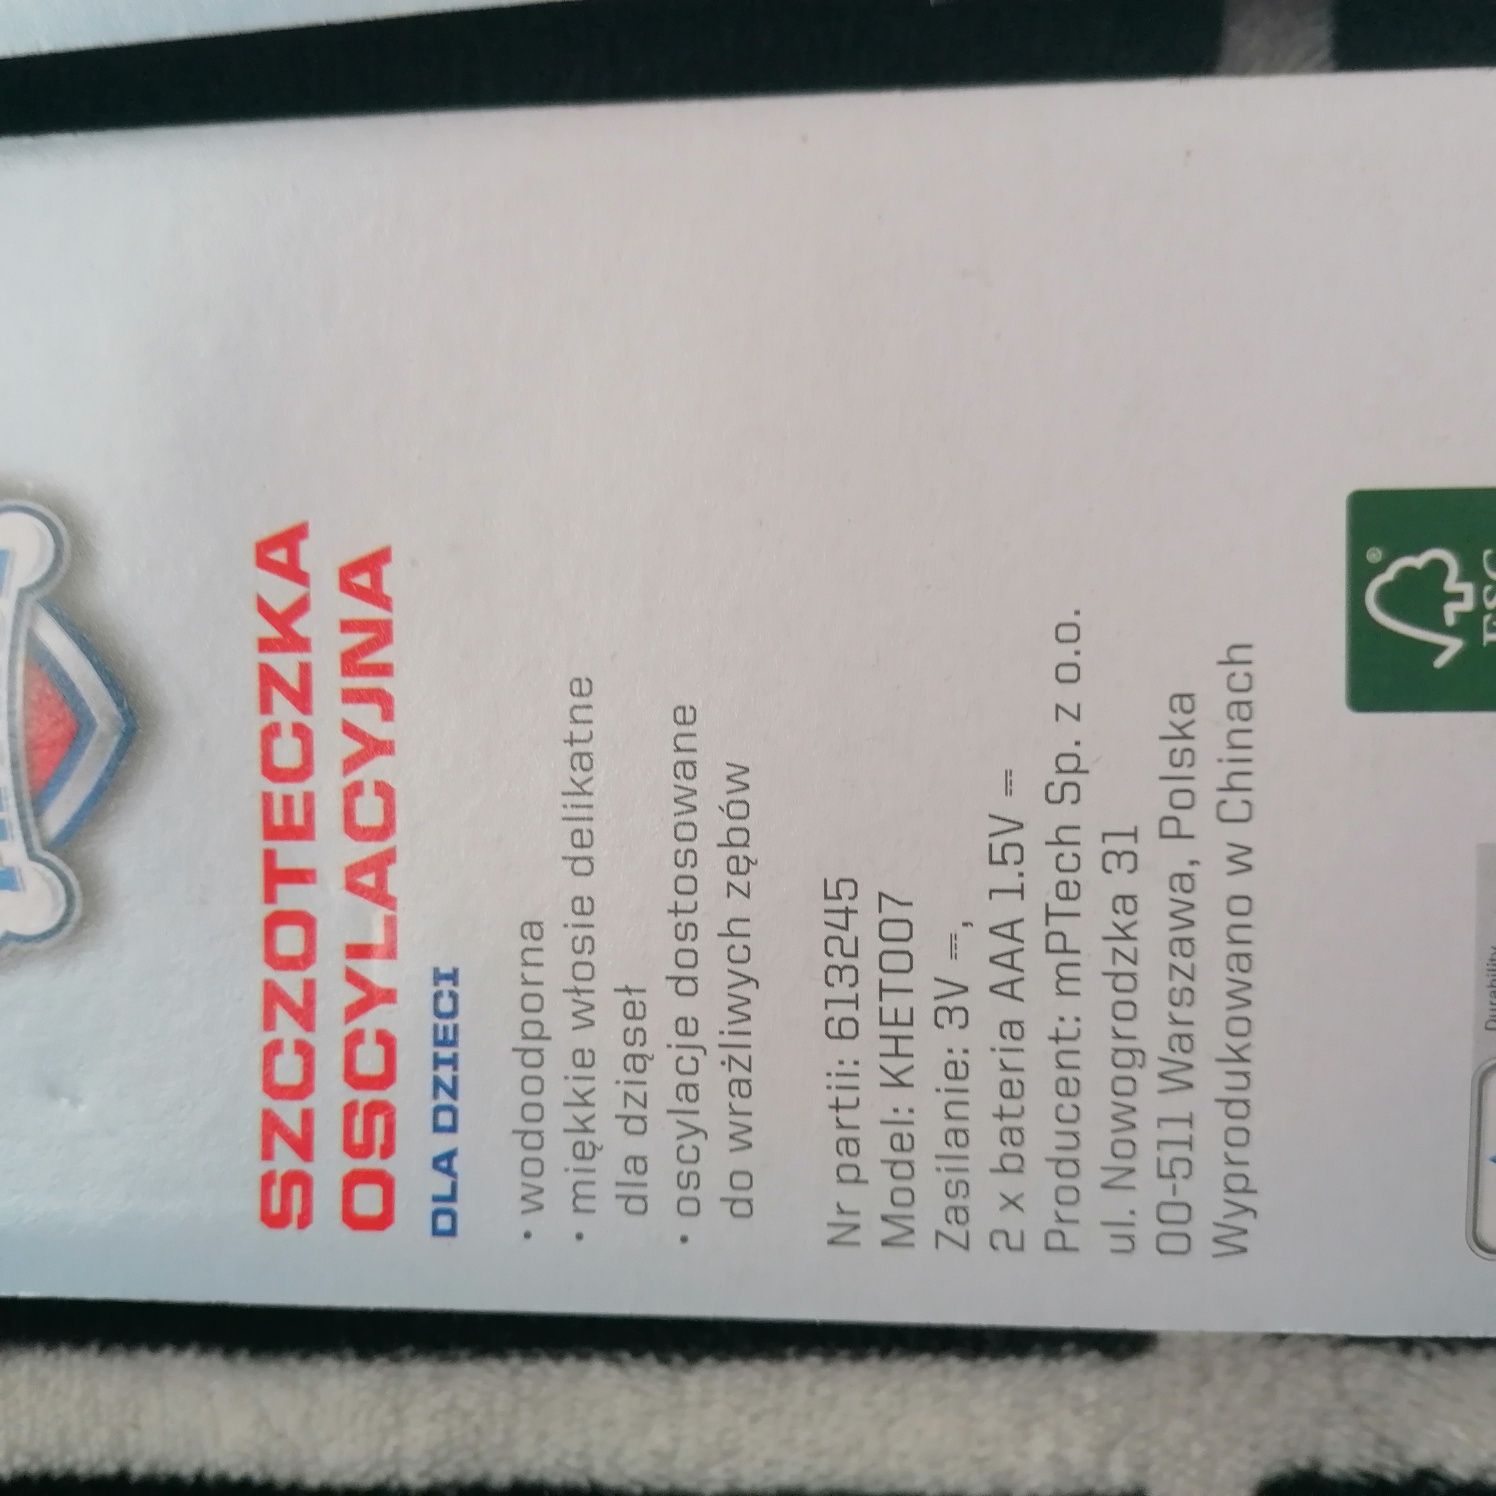 SZCZOTECZKA
OSCYLACYJNA
DLA DZIECI
• wodoodporna
• miękkie włosie delikatne
dla dziąseł
• oscylacje dostosowane
do wrażliwych zębów
Nr partii: 613245
Model: KHET007
Zasilanie: 3V ⎓,
2 x bateria AAA 1.5V ⎓
Producent: mPTech Sp. z o.o.
ul. Nowogrodzka 31
00-511 Warszawa, Polska
Wyprodukowano w Chinach
FSC
Durability